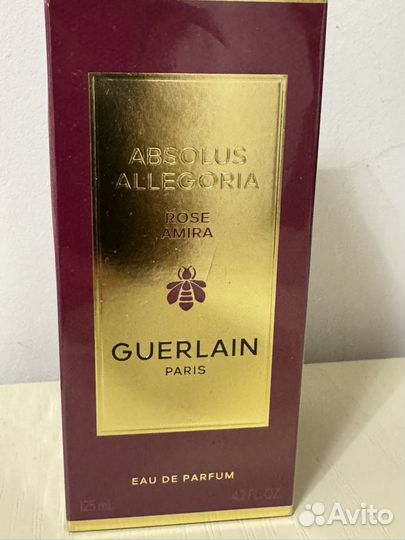 ABSOLUS
ALLEGORIA
ROSE
AMIRA
GUERLAIN
PARIS
EAU DE PARFUM
125 mL 4.2 FL.OZ.
Avito